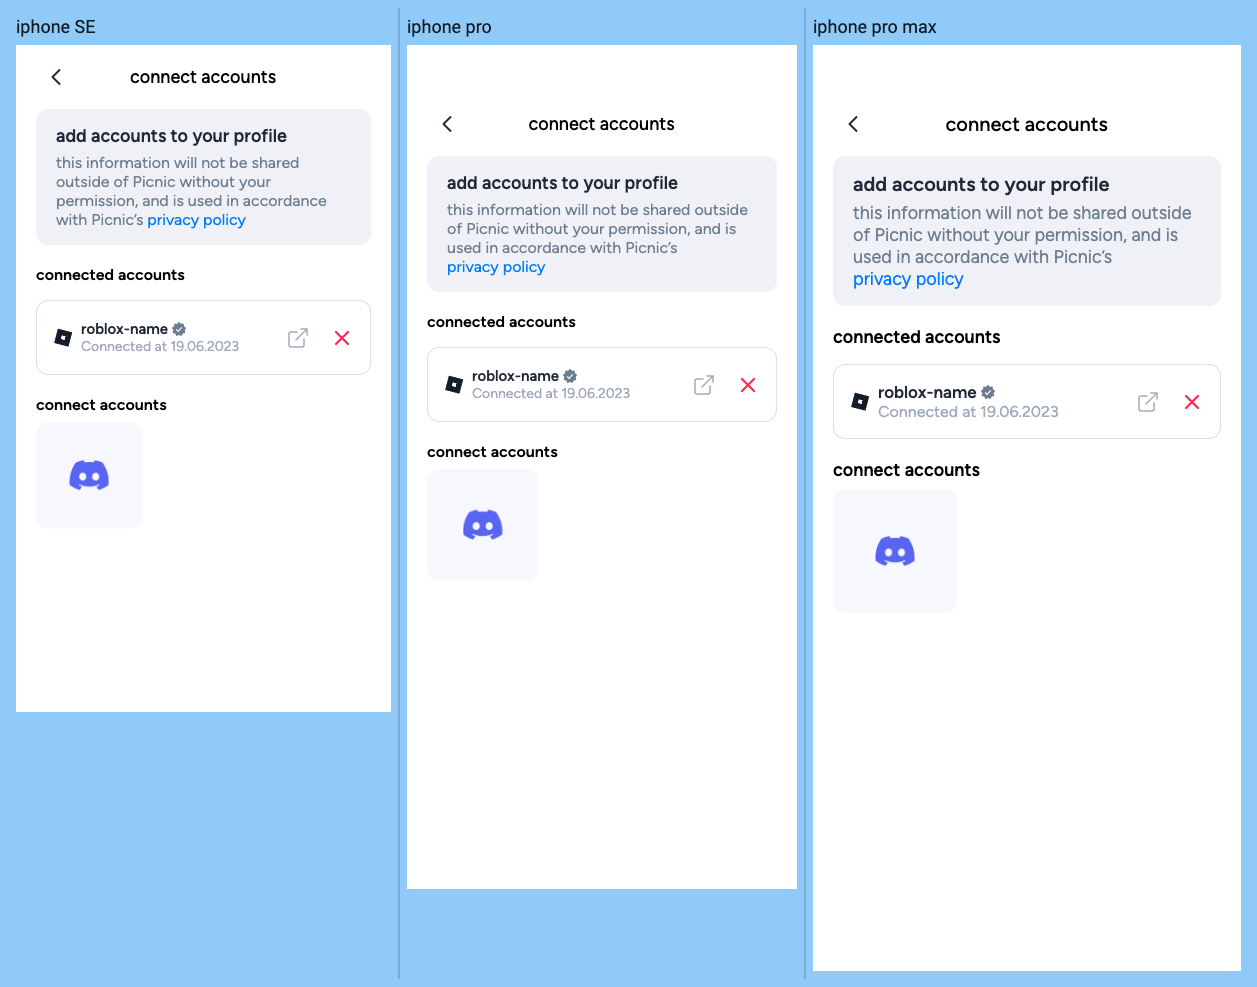 iphone SE
connect accounts
add accounts to your profile
this information will not be shared
outside of Picnic without your
permission, and is used in accordance
with Picnic’s privacy policy
connected accounts
roblox-name
Connected at 19.06.2023
connect accounts
iphone pro
connect accounts
add accounts to your profile
this information will not be shared outside
of Picnic without your permission, and is
used in accordance with Picnic’s
privacy policy
connected accounts
roblox-name
Connected at 19.06.2023
connect accounts
iphone pro max
connect accounts
add accounts to your profile
this information will not be shared outside
of Picnic without your permission, and is
used in accordance with Picnic’s
privacy policy
connected accounts
roblox-name
Connected at 19.06.2023
connect accounts